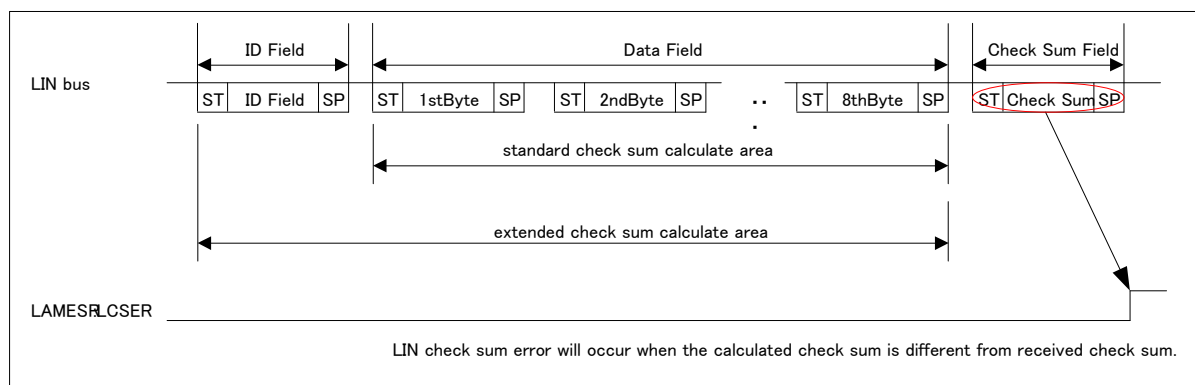 ID Field
Data Field
Check Sum Field
LIN bus
ST ID Field SP ST 1stByte SP ST 2ndByte SP ‥ . ST 8thByte SP ST Check Sum SP
standard check sum calculate area
extended check sum calculate area
LAMESR:LCSER
LIN check sum error will occur when the calculated check sum is different from received check sum.